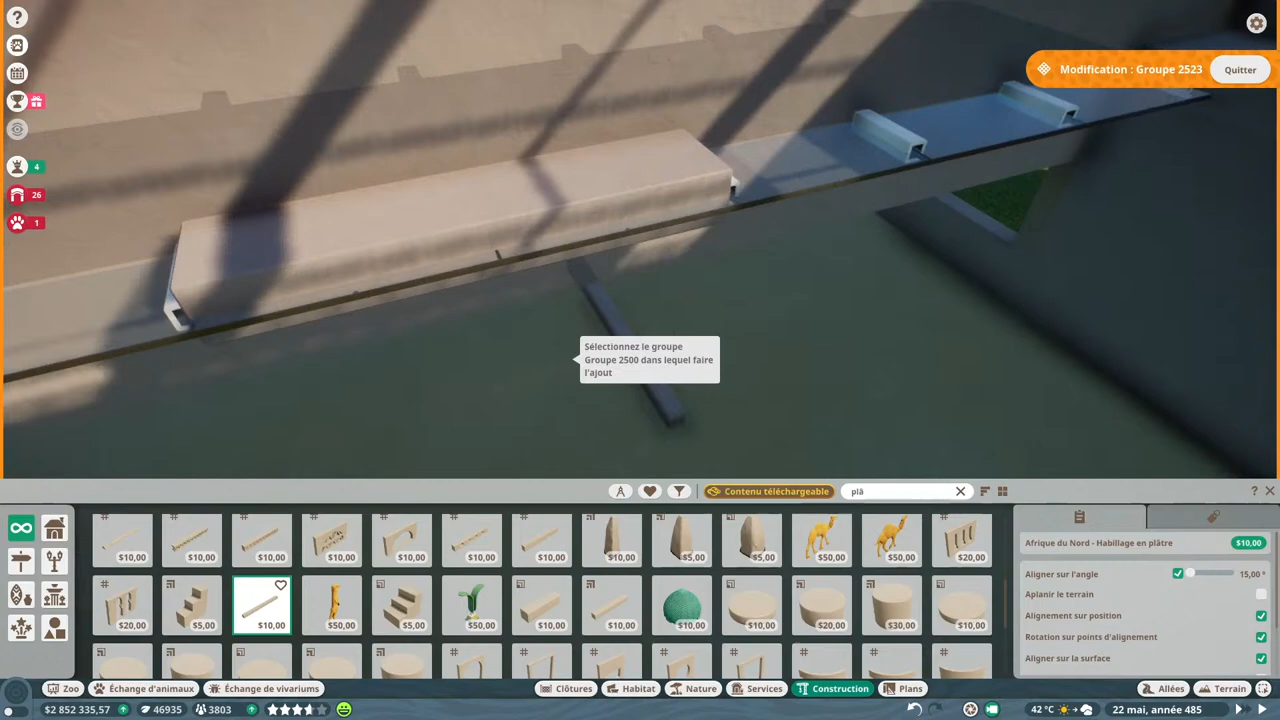 ?
Modification : Groupe 2523
Quitter
4
26
1
Sélectionnez le groupe
Groupe 2500 dans lequel faire
l'ajout
Contenu téléchargeable
plâ
?
$10,00 $10,00 $10,00 $10,00 $10,00 $10,00 $10,00 $10,00 $5,00 $5,00 $50,00 $50,00 $20,00
$20,00 $5,00 $10,00 $50,00 $5,00 $50,00 $10,00 $10,00 $10,00 $10,00 $20,00 $30,00 $10,00
Afrique du Nord - Habillage en plâtre $10,00
Aligner sur l'angle 15,00 °
Aplanir le terrain
Alignement sur position
Rotation sur points d'alignement
Aligner sur la surface
Zoo
Échange d'animaux
Échange de vivariums
Clôtures
Habitat
Nature
Services
Construction
Plans
Allées
Terrain
$2 852 335,57
46935
3803
42 °C
22 mai, année 485